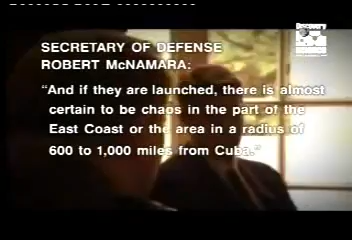 Discovery
SECRETARY OF DEFENSE
ROBERT McNAMARA:
“And if they are launched, there is almost
certain to be chaos in the part of the
East Coast or the area in a radius of
600 to 1,000 miles from Cuba.”